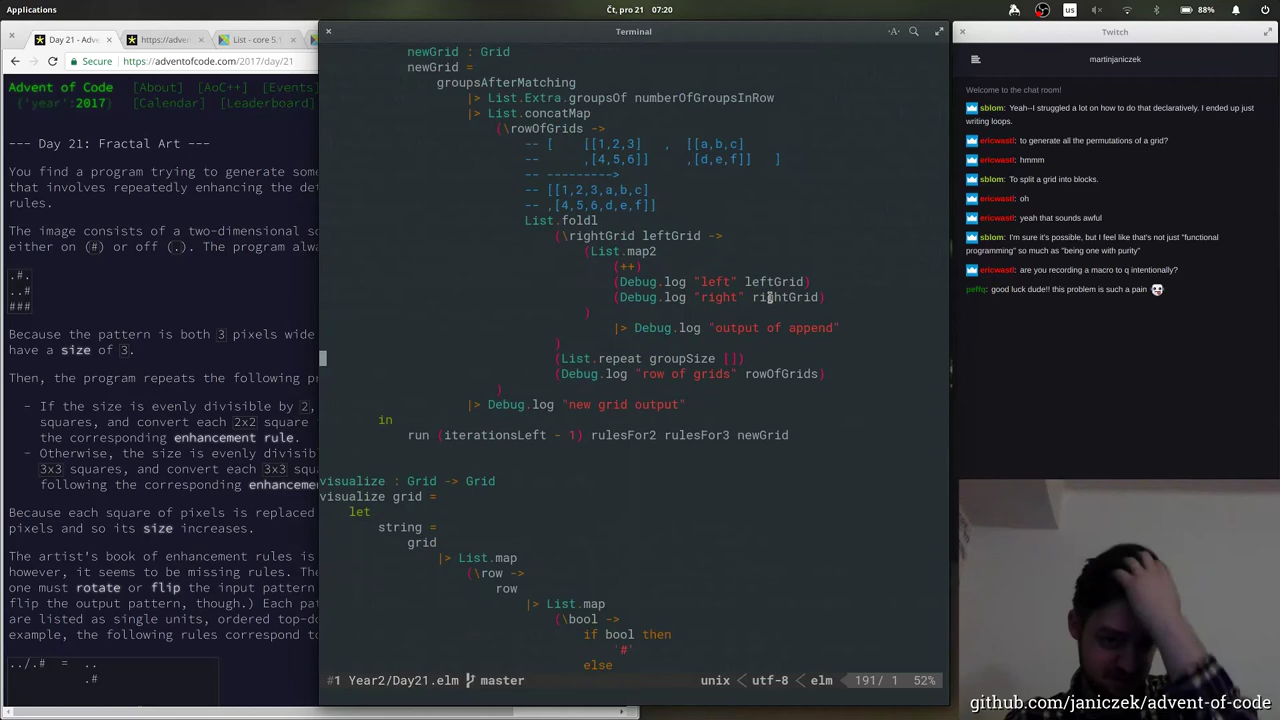 Applications
Čt, pro 21 07:20
us
88%
Day 21 - Adve
https://adven
List - core 5.1
Secure
https://adventofcode.com/2017/day/21
Advent of Code
[About]
[AoC++]
[Events]
{'year':2017}
[Calendar]
[Leaderboard]
--- Day 21: Fractal Art ---
You find a program trying to generate some
that involves repeatedly enhancing the det
rules.
The image consists of a two-dimensional so
either on (#) or off (.). The program alwa
.#.
..#
###
Because the pattern is both 3 pixels wide
have a size of 3.
Then, the program repeats the following pr
- If the size is evenly divisible by 2,
squares, and convert each 2x2 square
the corresponding enhancement rule.
- Otherwise, the size is evenly divisib
3x3 squares, and convert each 3x3 s
following the corresponding enhancem
Because each square of pixels is replaced
pixels and so its size increases.
The artist's book of enhancement rules is
however, it seems to be missing rules. The
one must rotate or flip the input pattern
flip the output pattern, though.) Each pat
are listed as single units, ordered top-do
example, the following rules correspond to
../.# = ..
.#
Terminal
newGrid : Grid
newGrid =
groupsAfterMatching
|> List.Extra.groupsOf numberOfGroupsInRow
|> List.concatMap
(\rowOfGrids ->
-- [ [[1,2,3] , [[a,b,c]
-- ,[4,5,6]] ,[d,e,f]] ]
-- --------->
-- [[1,2,3,a,b,c]
-- ,[4,5,6,d,e,f]]
List.foldl
(\rightGrid leftGrid ->
(List.map2
(++)
(Debug.log "left" leftGrid)
(Debug.log "right" rightGrid)
)
|> Debug.log "output of append"
)
(List.repeat groupSize [])
(Debug.log "row of grids" rowOfGrids)
)
|> Debug.log "new grid output"
in
run (iterationsLeft - 1) rulesFor2 rulesFor3 newGrid
visualize : Grid -> Grid
visualize grid =
let
string =
grid
|> List.map
(\row ->
row
|> List.map
(\bool ->
if bool then
'#'
else
#1 Year2/Day21.elm master
unix < utf-8 < elm
191/ 1 52%
Twitch
martinjaniczek
Welcome to the chat room!
sblom: Yeah--I struggled a lot on how to do that declaratively. I ended up just
writing loops.
ericwastl: to generate all the permutations of a grid?
ericwastl: hmmm
sblom: To split a grid into blocks.
ericwastl: oh
ericwastl: yeah that sounds awful
sblom: I'm sure it's possible, but I feel like that's not just "functional
programming" so much as "being one with purity"
ericwastl: are you recording a macro to q intentionally?
peffq: good luck dude!! this problem is such a pain
github.com/janiczek/advent-of-code